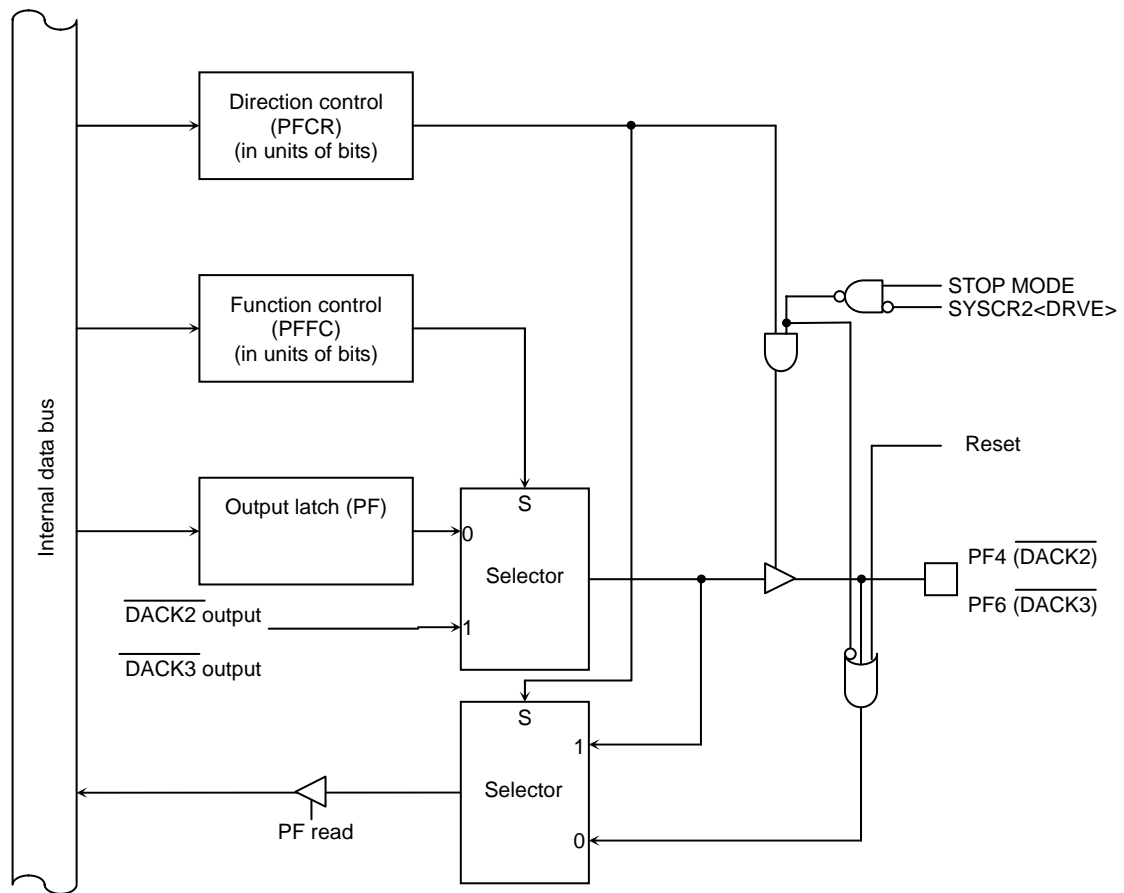 Direction control
(PFCR)
(in units of bits)
Function control
(PFFC)
(in units of bits)
STOP MODE
SYSCR2<DRVE>
Internal data bus
Reset
Output latch (PF)
S
0
Selector
1
DACK2 output
DACK3 output
PF4 (DACK2)
PF6 (DACK3)
S
1
Selector
0
PF read